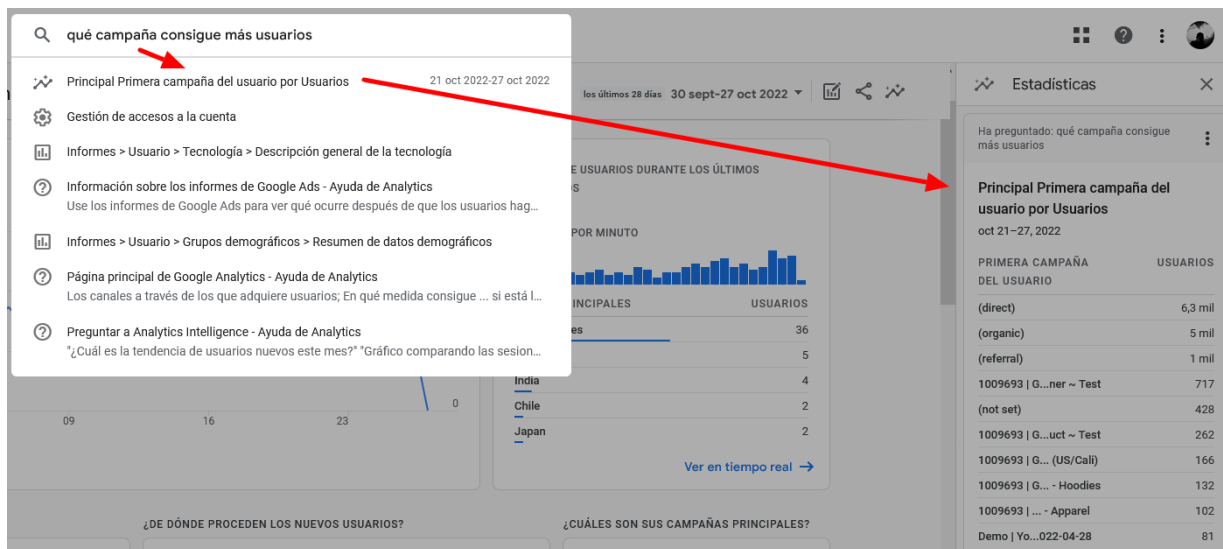 qué campaña consigue más usuarios
Principal Primera campaña del usuario por Usuarios 21 oct 2022-27 oct 2022
Gestión de accesos a la cuenta
Informes > Usuario > Tecnología > Descripción general de la tecnología
Información sobre los informes de Google Ads - Ayuda de Analytics
Use los informes de Google Ads para ver qué ocurre después de que los usuarios hag...
Informes > Usuario > Grupos demográficos > Resumen de datos demográficos
Página principal de Google Analytics - Ayuda de Analytics
Los canales a través de los que adquiere usuarios; En qué medida consigue ... si está l...
Preguntar a Analytics Intelligence - Ayuda de Analytics
"¿Cuál es la tendencia de usuarios nuevos este mes?" "Gráfico comparando las sesion...
los últimos 28 días 30 sept-27 oct 2022
E USUARIOS DURANTE LOS ÚLTIMOS
OS
POR MINUTO
INCIPALES USUARIOS
es 36
5
India 4
Chile 2
Japan 2
Ver en tiempo real
0
09 16 23
¿DE DÓNDE PROCEDEN LOS NUEVOS USUARIOS?
¿CUÁLES SON SUS CAMPAÑAS PRINCIPALES?
Estadísticas
Ha preguntado: qué campaña consigue
más usuarios
Principal Primera campaña del
usuario por Usuarios
oct 21–27, 2022
PRIMERA CAMPAÑA USUARIOS
DEL USUARIO
(direct) 6,3 mil
(organic) 5 mil
(referral) 1 mil
1009693 | G...ner ~ Test 717
(not set) 428
1009693 | G...uct ~ Test 262
1009693 | G... (US/Cali) 166
1009693 | G... - Hoodies 132
1009693 | ... - Apparel 102
Demo | Yo...022-04-28 81